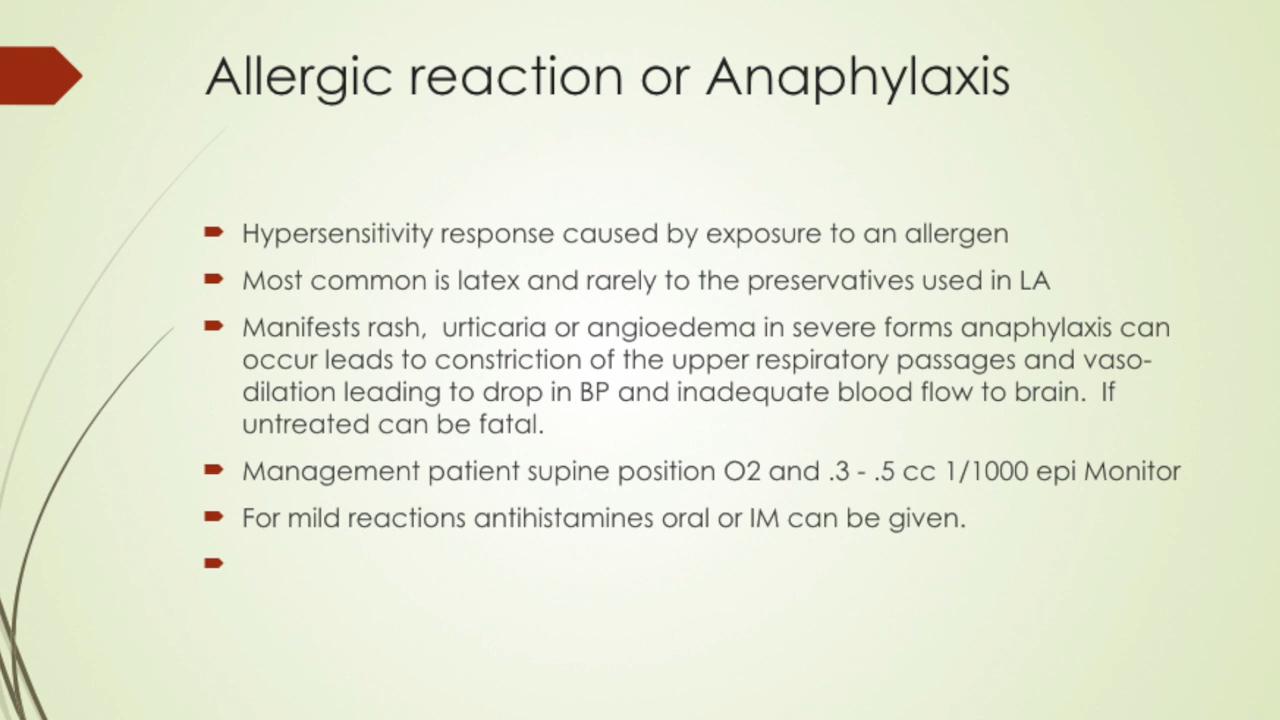 Allergic reaction or Anaphylaxis
Hypersensitivity response caused by exposure to an allergen
Most common is latex and rarely to the preservatives used in LA
Manifests rash,  urticaria or angioedema in severe forms anaphylaxis can
occur leads to constriction of the upper respiratory passages and vaso-
dilation leading to drop in BP and inadequate blood flow to brain.  If
untreated can be fatal.
Management patient supine position O2 and .3 - .5 cc 1/1000 epi Monitor
For mild reactions antihistamines oral or IM can be given.